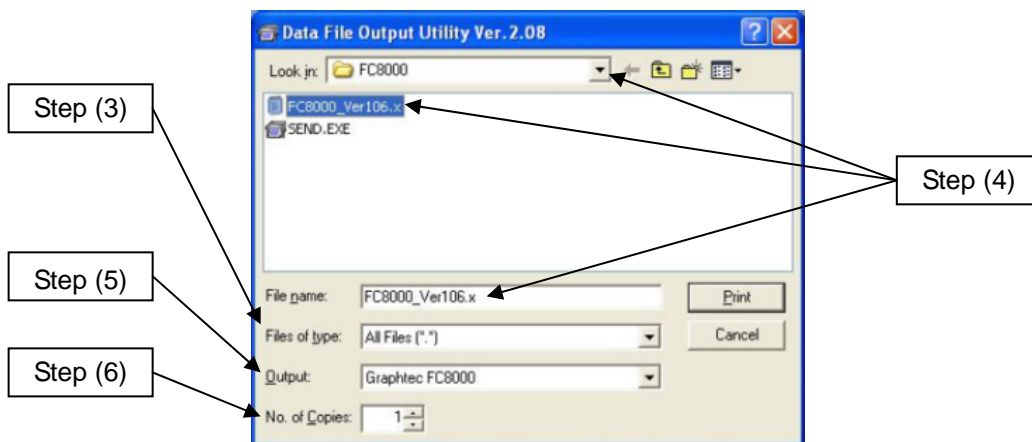 Data File Output Utility Ver.2.08
Look in: FC8000
Step (3)
FC8000_Ver106.x
SEND.EXE
Step (4)
Step (5)
File name: FC8000_Ver106.x Print
Files of type: All Files (*.*) Cancel
Step (6)
Output: Graphtec FC8000
No. of Copies: 1